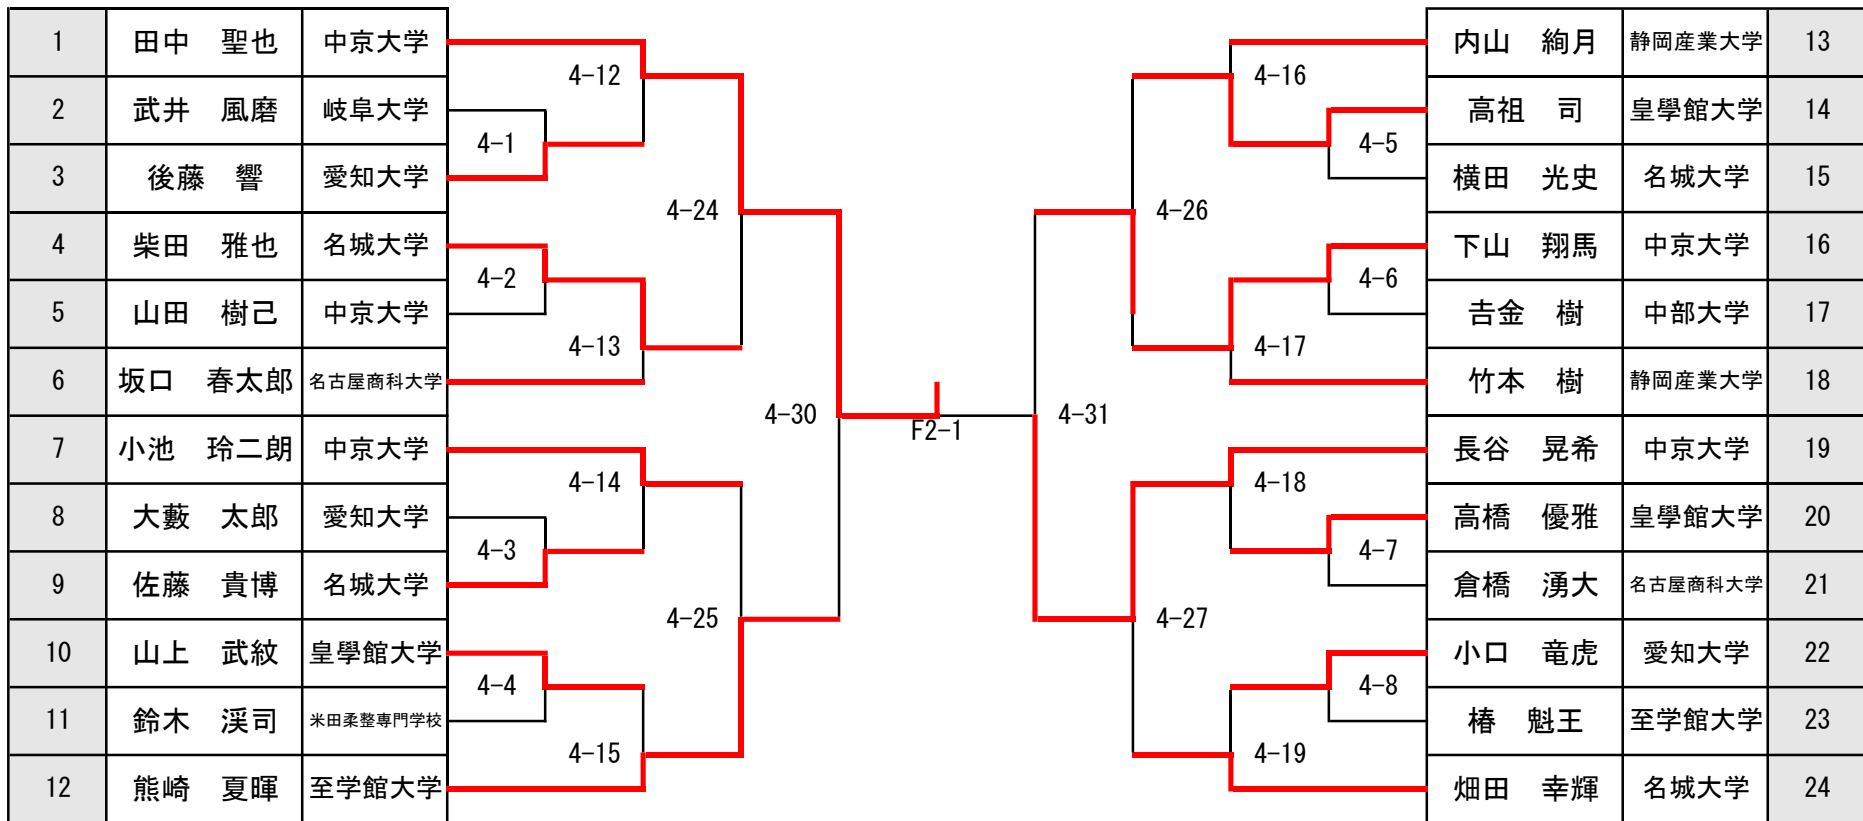 1 田中 聖也 中京大学
2 武井 風磨 岐阜大学
3 後藤 響 愛知大学
4 柴田 雅也 名城大学
5 山田 樹己 中京大学
6 坂口 春太郎 名古屋商科大学
7 小池 玲二朗 中京大学
8 大藪 太郎 愛知大学
9 佐藤 貴博 名城大学
10 山上 武紋 皇學館大学
11 鈴木 渓司 米田柔整専門学校
12 熊崎 夏暉 至学館大学
4-12
4-1
4-24
4-2
4-13
4-30
4-14
4-3
4-25
4-4
4-15
F2-1
4-16
4-5
4-26
4-6
4-17
4-31
4-18
4-7
4-27
4-8
4-19
内山 絢月 静岡産業大学 13
高祖 司 皇學館大学 14
横田 光史 名城大学 15
下山 翔馬 中京大学 16
𠮷金 樹 中部大学 17
竹本 樹 静岡産業大学 18
長谷 晃希 中京大学 19
高橋 優雅 皇學館大学 20
倉橋 湧大 名古屋商科大学 21
小口 竜虎 愛知大学 22
椿 魁王 至学館大学 23
畑田 幸輝 名城大学 24